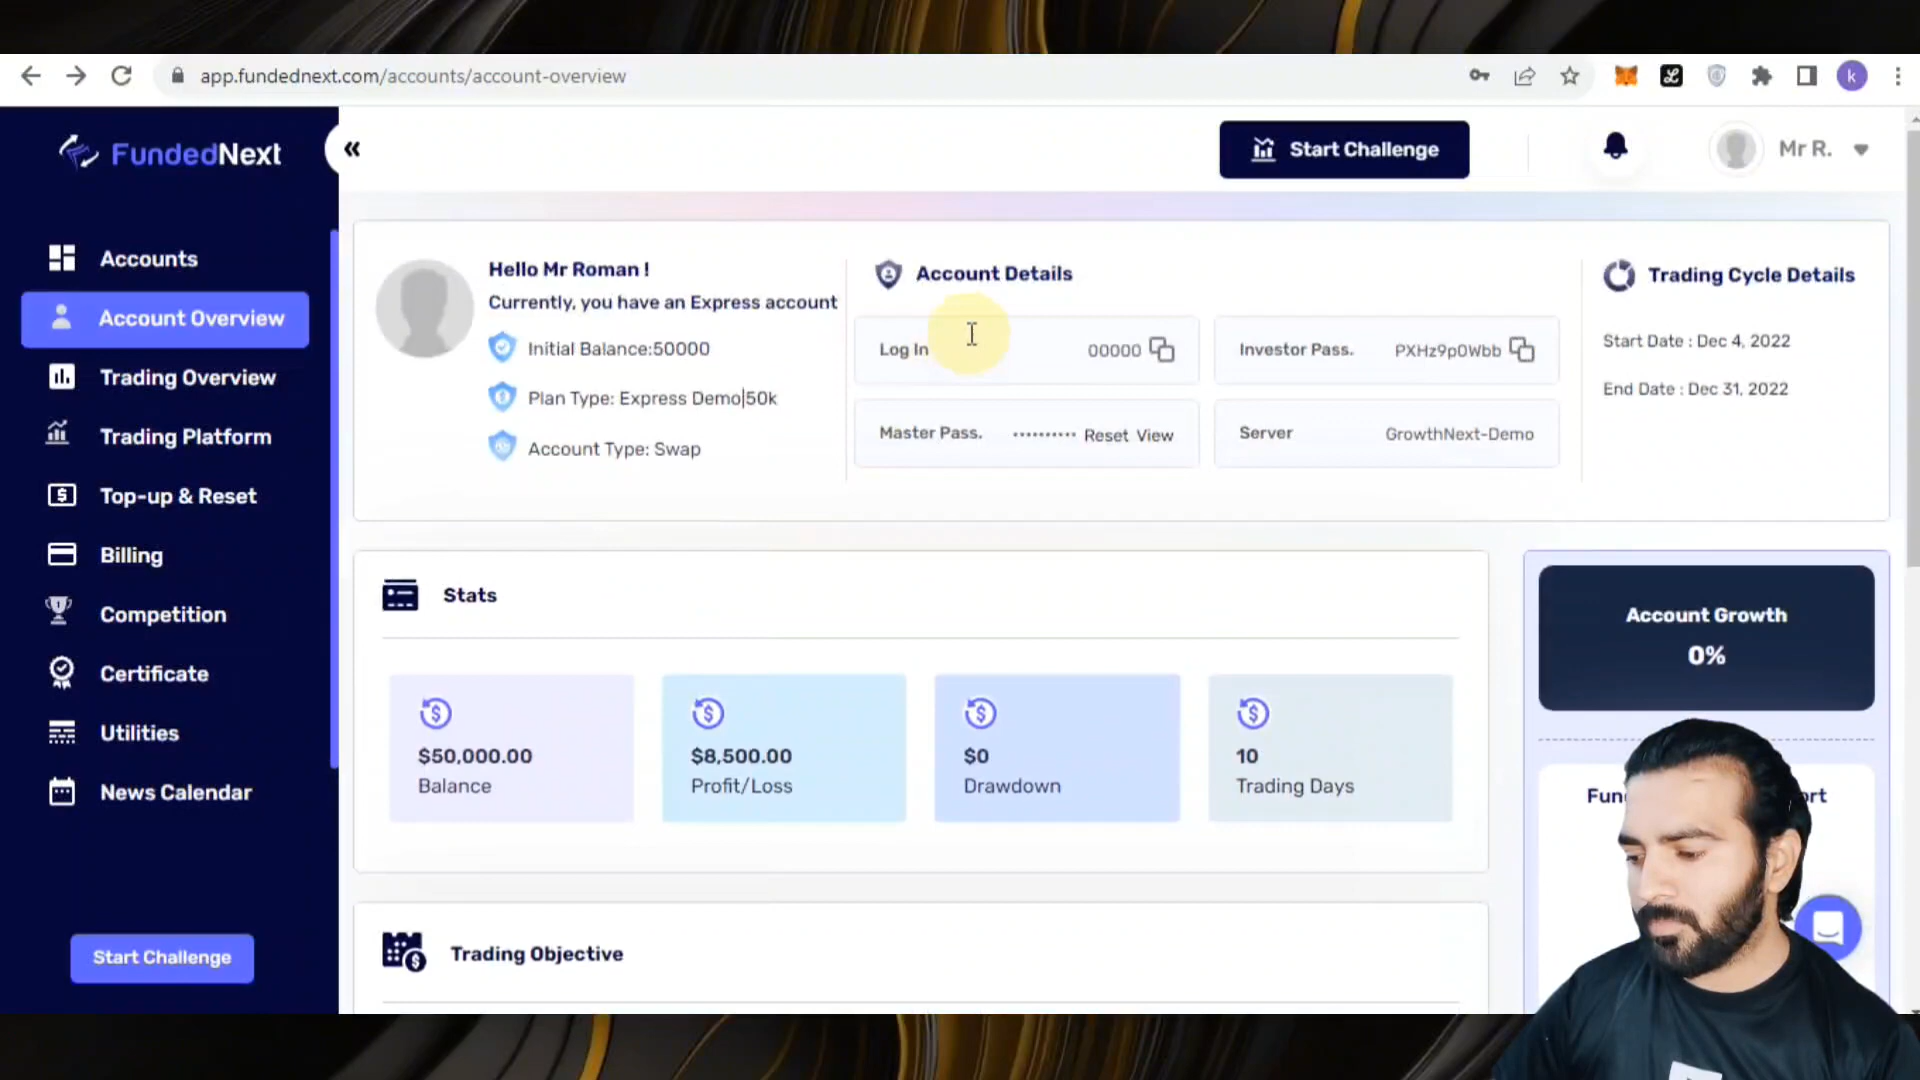 app.fundednext.com/accounts/account-overview
k
FundedNext
Start Challenge
Mr R.
Accounts
Account Overview
Trading Overview
Trading Platform
Top-up & Reset
Billing
Competition
Certificate
Utilities
News Calendar
Start Challenge
Hello Mr Roman !
Currently, you have an Express account
Initial Balance:50000
Plan Type: Express Demo|50k
Account Type: Swap
Account Details
Log In 00000
Investor Pass. PXHz9p0Wbb
Master Pass. •••••••••• Reset View
Server GrowthNext-Demo
Trading Cycle Details
Start Date : Dec 4, 2022
End Date : Dec 31, 2022
Stats
$50,000.00
Balance
$8,500.00
Profit/Loss
$0
Drawdown
10
Trading Days
Account Growth
0%
Trading Objective